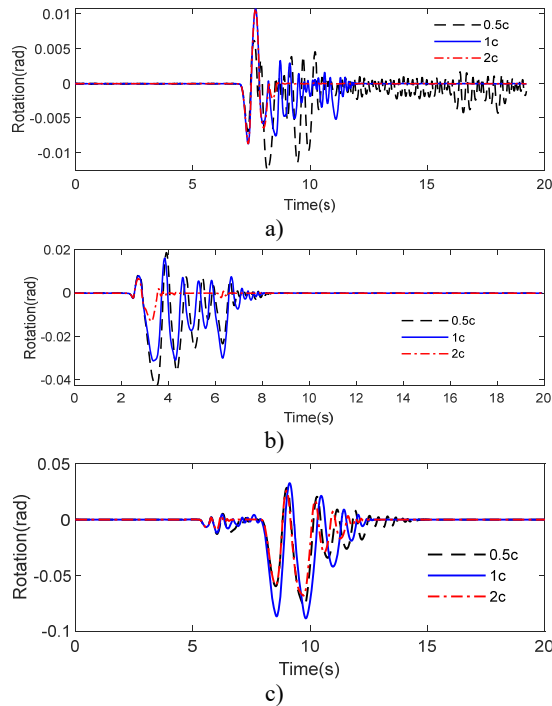 Rotation(rad)
0.01
0.005
0
-0.005
-0.01
0.5c
1c
2c
0
5
10
15
20
Time(s)
a)
Rotation(rad)
0.02
0
-0.02
-0.04
0.5c
1c
2c
0 2 4 6 8 10 12 14 16 18 20
Time(s)
b)
Rotation(rad)
0.05
0
-0.05
-0.1
0.5c
1c
2c
0 5 10 15 20
Time(s)
c)